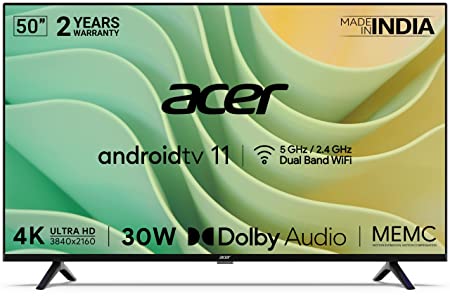 50"
2 YEARS
WARRANTY
MADE
IN INDIA
acer
androidtv 11
5 GHz / 2.4 GHz
Dual Band WiFi
4K ULTRA HD
3840x2160
30W
Dolby Audio
MEMC
acer